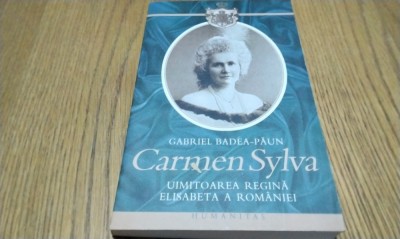 GABRIEL BADEA-PĂUN
Carmen Sylva
UIMITOAREA REGINĂ
ELISABETA A ROMÂNIEI
HUMANITAS